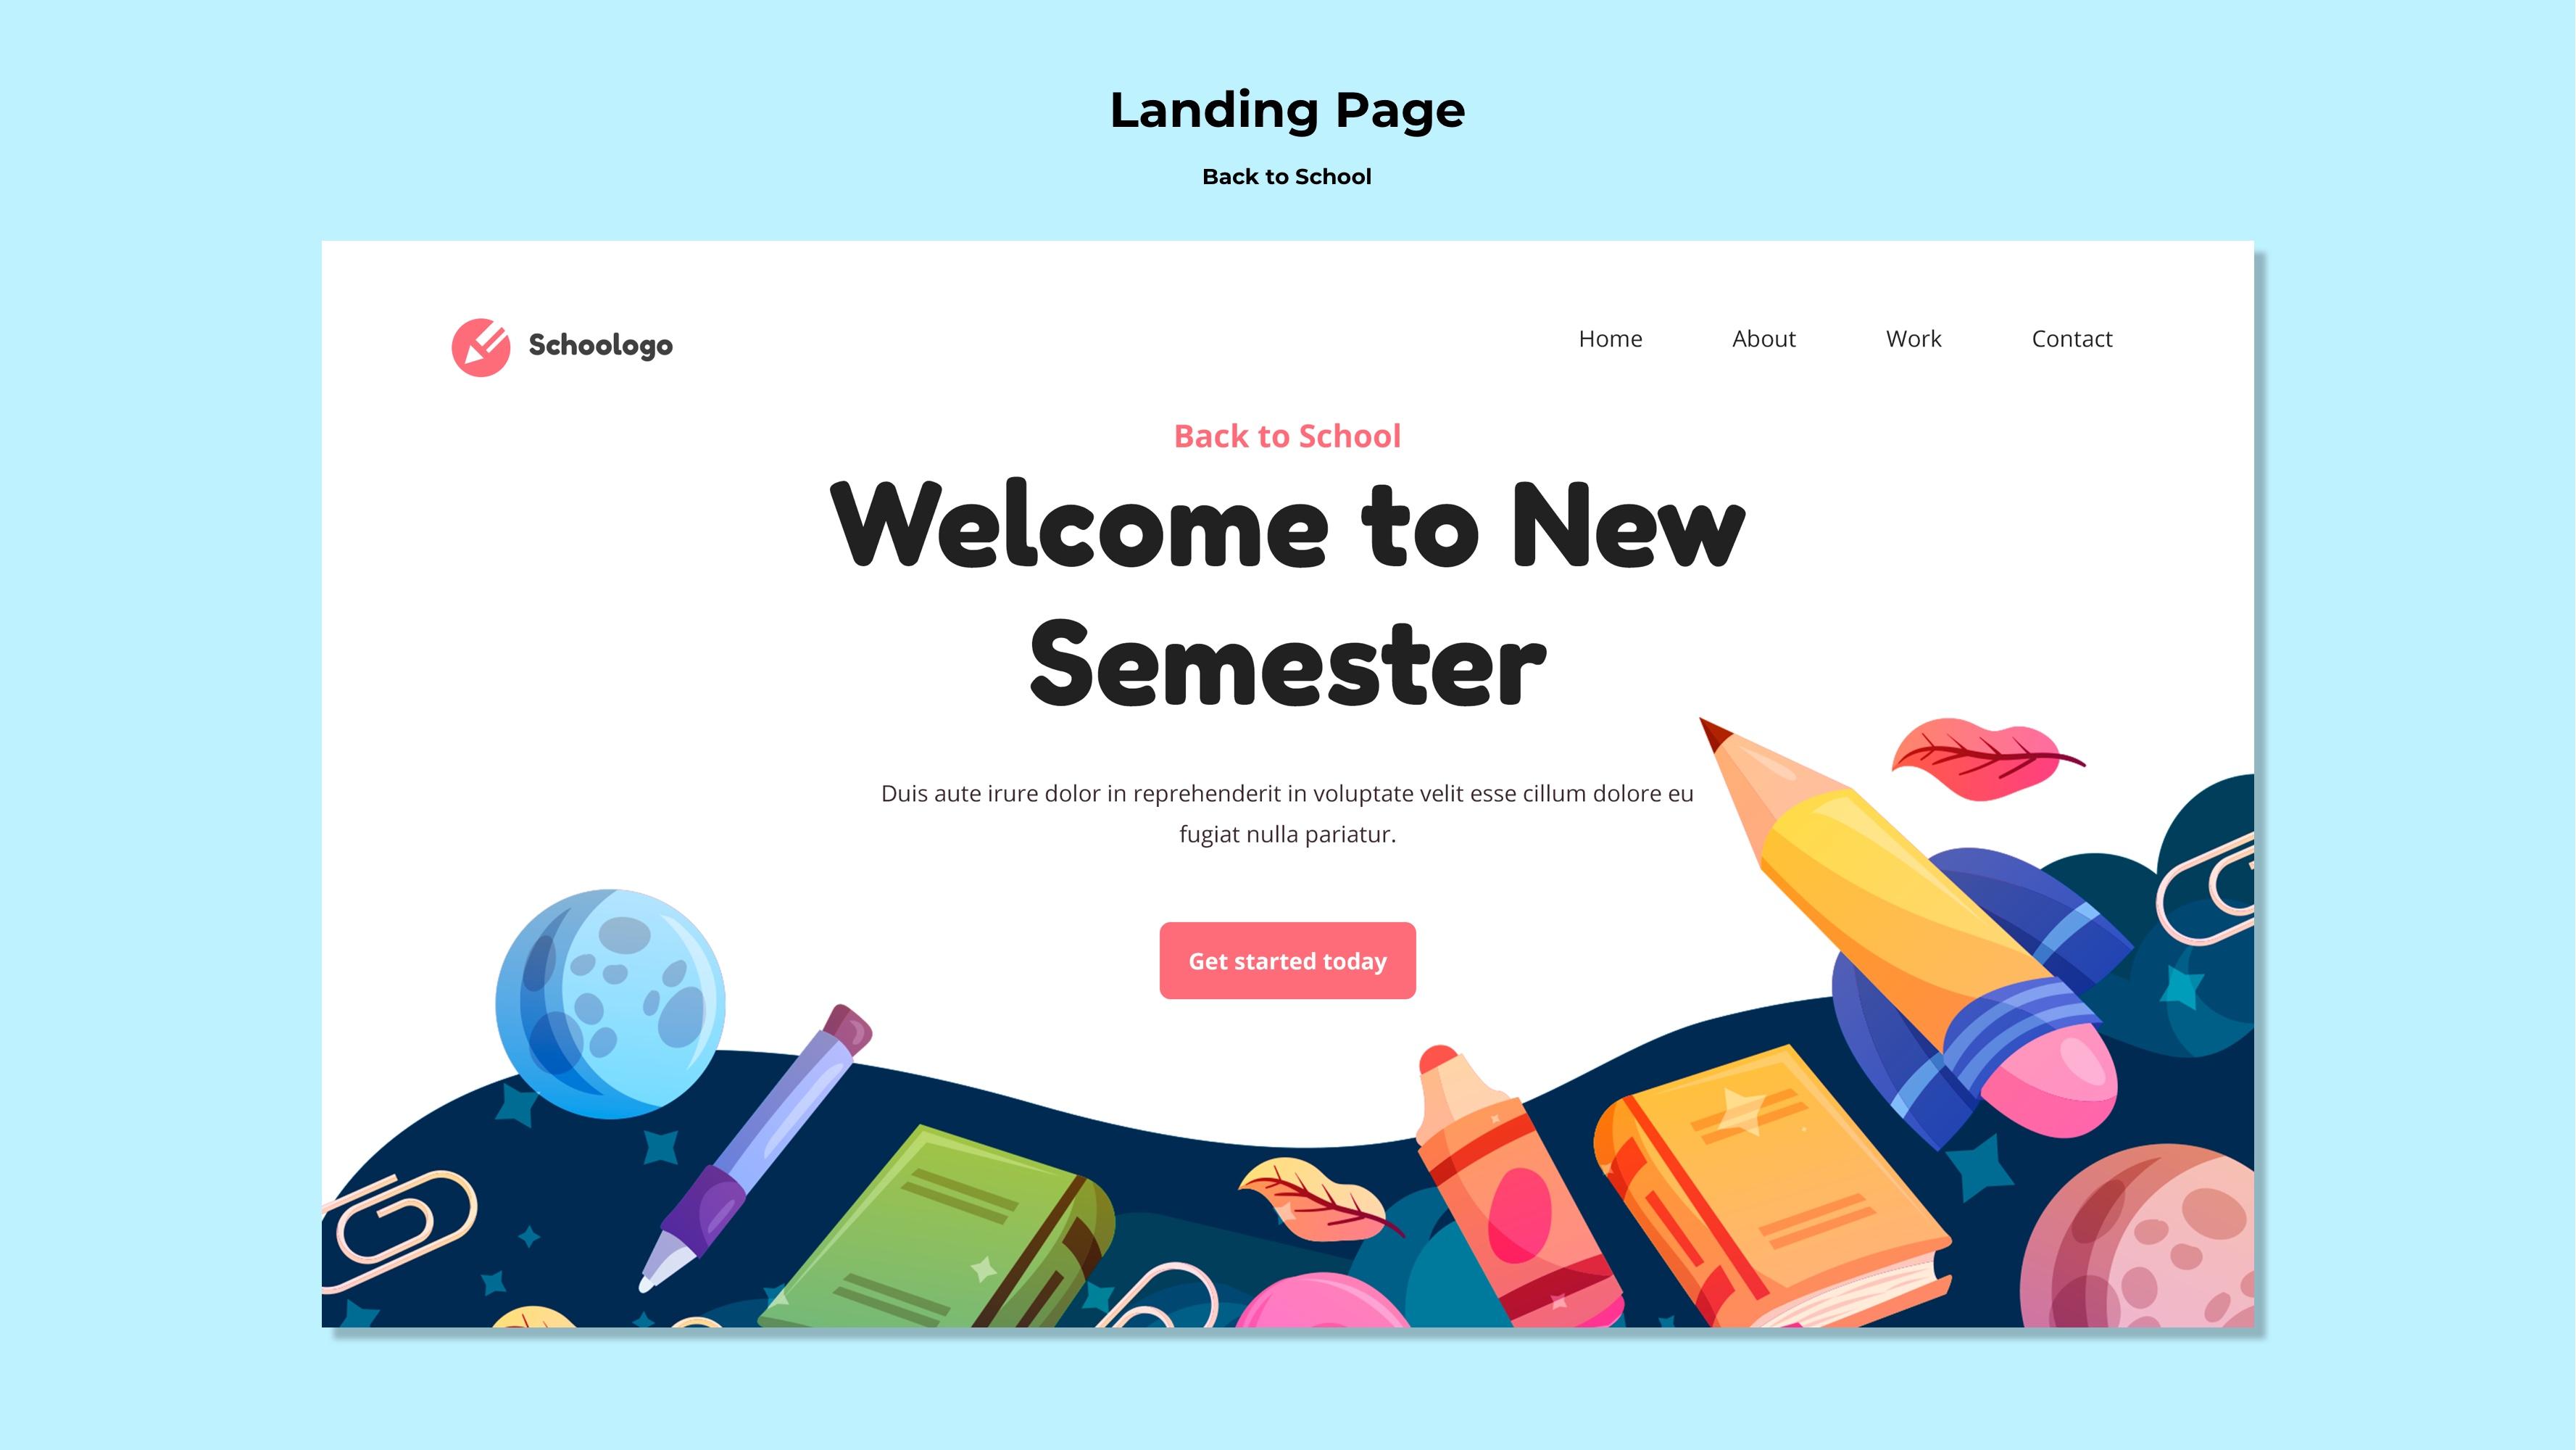 Landing Page
Back to School
Schoologo
Home About Work Contact
Back to School
Welcome to New
Semester
Duis aute irure dolor in reprehenderit in voluptate velit esse cillum dolore eu
fugiat nulla pariatur.
Get started today